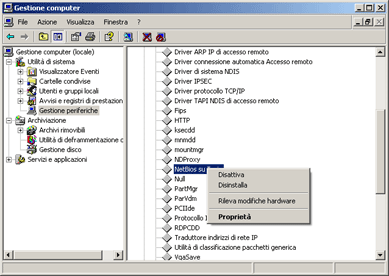 Gestione computer
File Azione Visualizza Finestra ?
Gestione computer (locale)
Utilità di sistema
Visualizzatore Eventi
Cartelle condivise
Utenti e gruppi locali
Avvisi e registri di prestazione
Gestione periferiche
Archiviazione
Archivi rimovibili
Utilità di deframmentazione
Gestione disco
Servizi e applicazioni
Driver ARP IP di accesso remoto
Driver connessione automatica Accesso remoto
Driver di sistema NDIS
Driver IPSEC
Driver protocollo TCP/IP
Driver TAPI NDIS di accesso remoto
Fips
HTTP
ksecdd
mnmdd
mountmgr
NDProxy
NetBios su
Null
PartMgr
ParVdm
PCIIde
Protocollo
RDPCDD
Traduttore indirizzi di rete IP
Utilità di classificazione pacchetti generica
VgaSave
Disattiva
Disinstalla
Rileva modifiche hardware
Proprietà